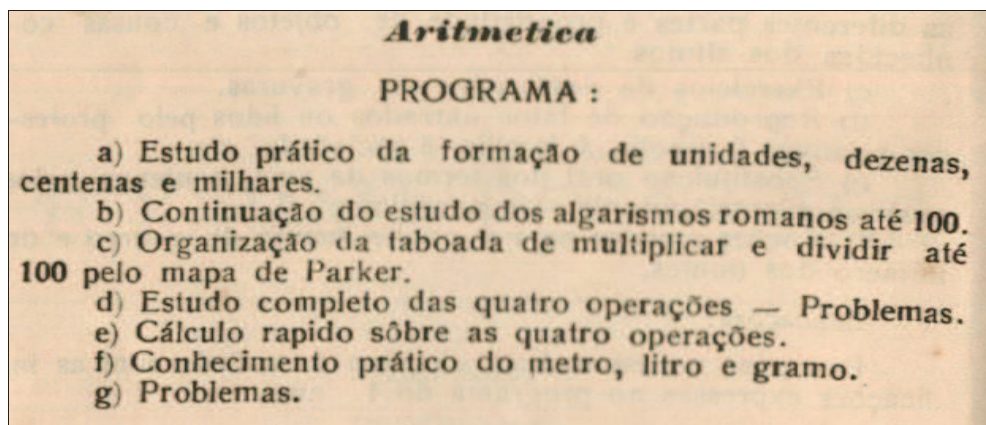 Aritmetica
PROGRAMA :
a) Estudo prático da formação de unidades, dezenas,
centenas e milhares.
b) Continuação do estudo dos algarismos romanos até 100.
c) Organização da taboada de multiplicar e dividir até
100 pelo mapa de Parker.
d) Estudo completo das quatro operações — Problemas.
e) Cálculo rapido sôbre as quatro operações.
f) Conhecimento prático do metro, litro e gramo.
g) Problemas.